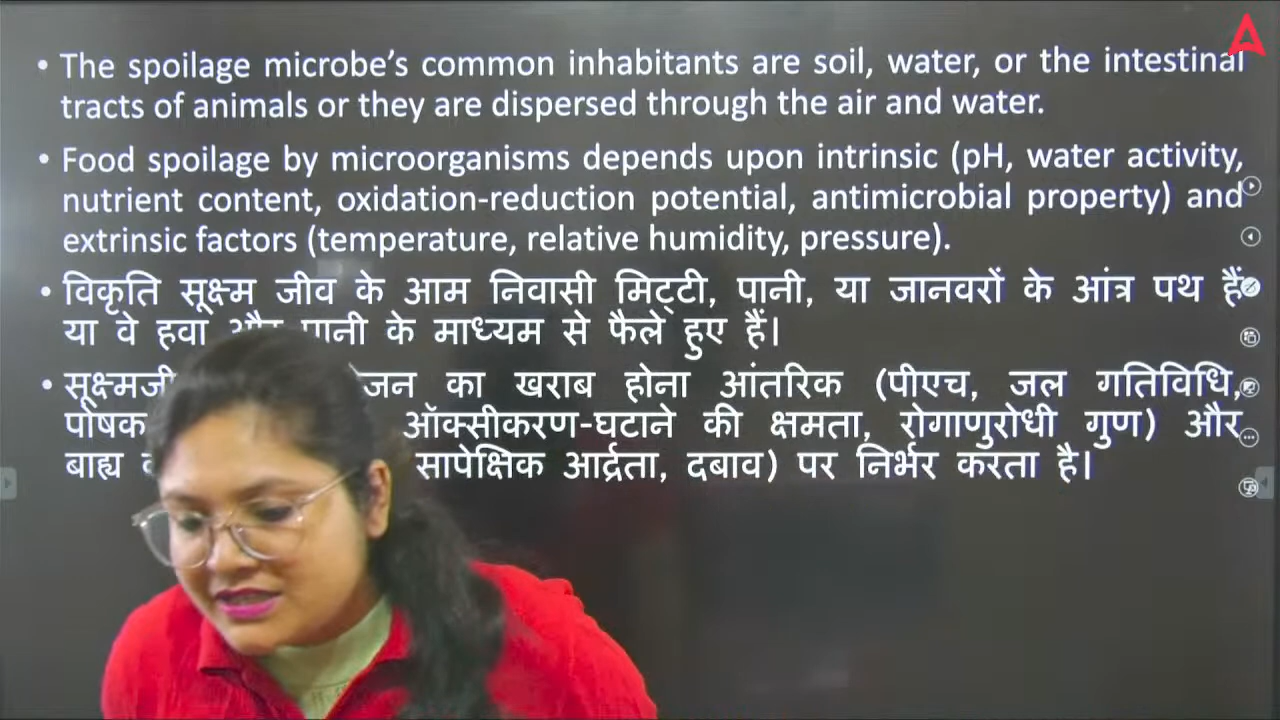 • The spoilage microbe's common inhabitants are soil, water, or the intestinal
tracts of animals or they are dispersed through the air and water.
• Food spoilage by microorganisms depends upon intrinsic (pH, water activity,
nutrient content, oxidation-reduction potential, antimicrobial property) and
extrinsic factors (temperature, relative humidity, pressure).
• विकृति सूक्ष्म जीव के आम निवासी मिट्टी, पानी, या जानवरों के आंत्र पथ हैं
या वे हवा और पानी के माध्यम से फैले हुए हैं।
• का खराब होना आंतरिक (पीएच, जल गतिविधि,
पोषक ऑक्सीकरण-घटाने की क्षमता, रोगाणुरोधी गुण) और
बाह्य सापेक्षिक आर्द्रता, दबाव) पर निर्भर करता है।